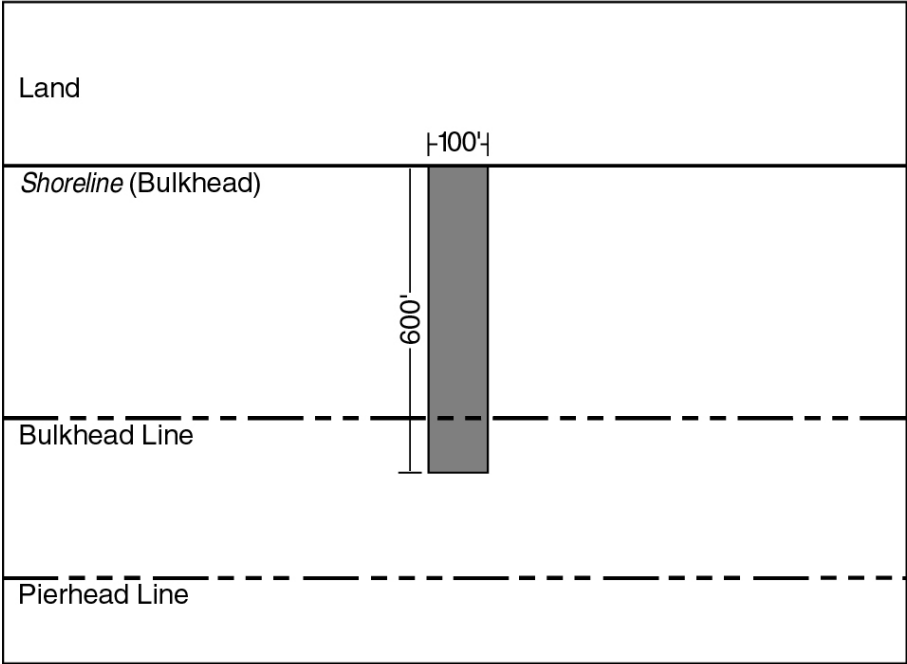 Land
100'
Shoreline (Bulkhead)
600'
Bulkhead Line
Pierhead Line